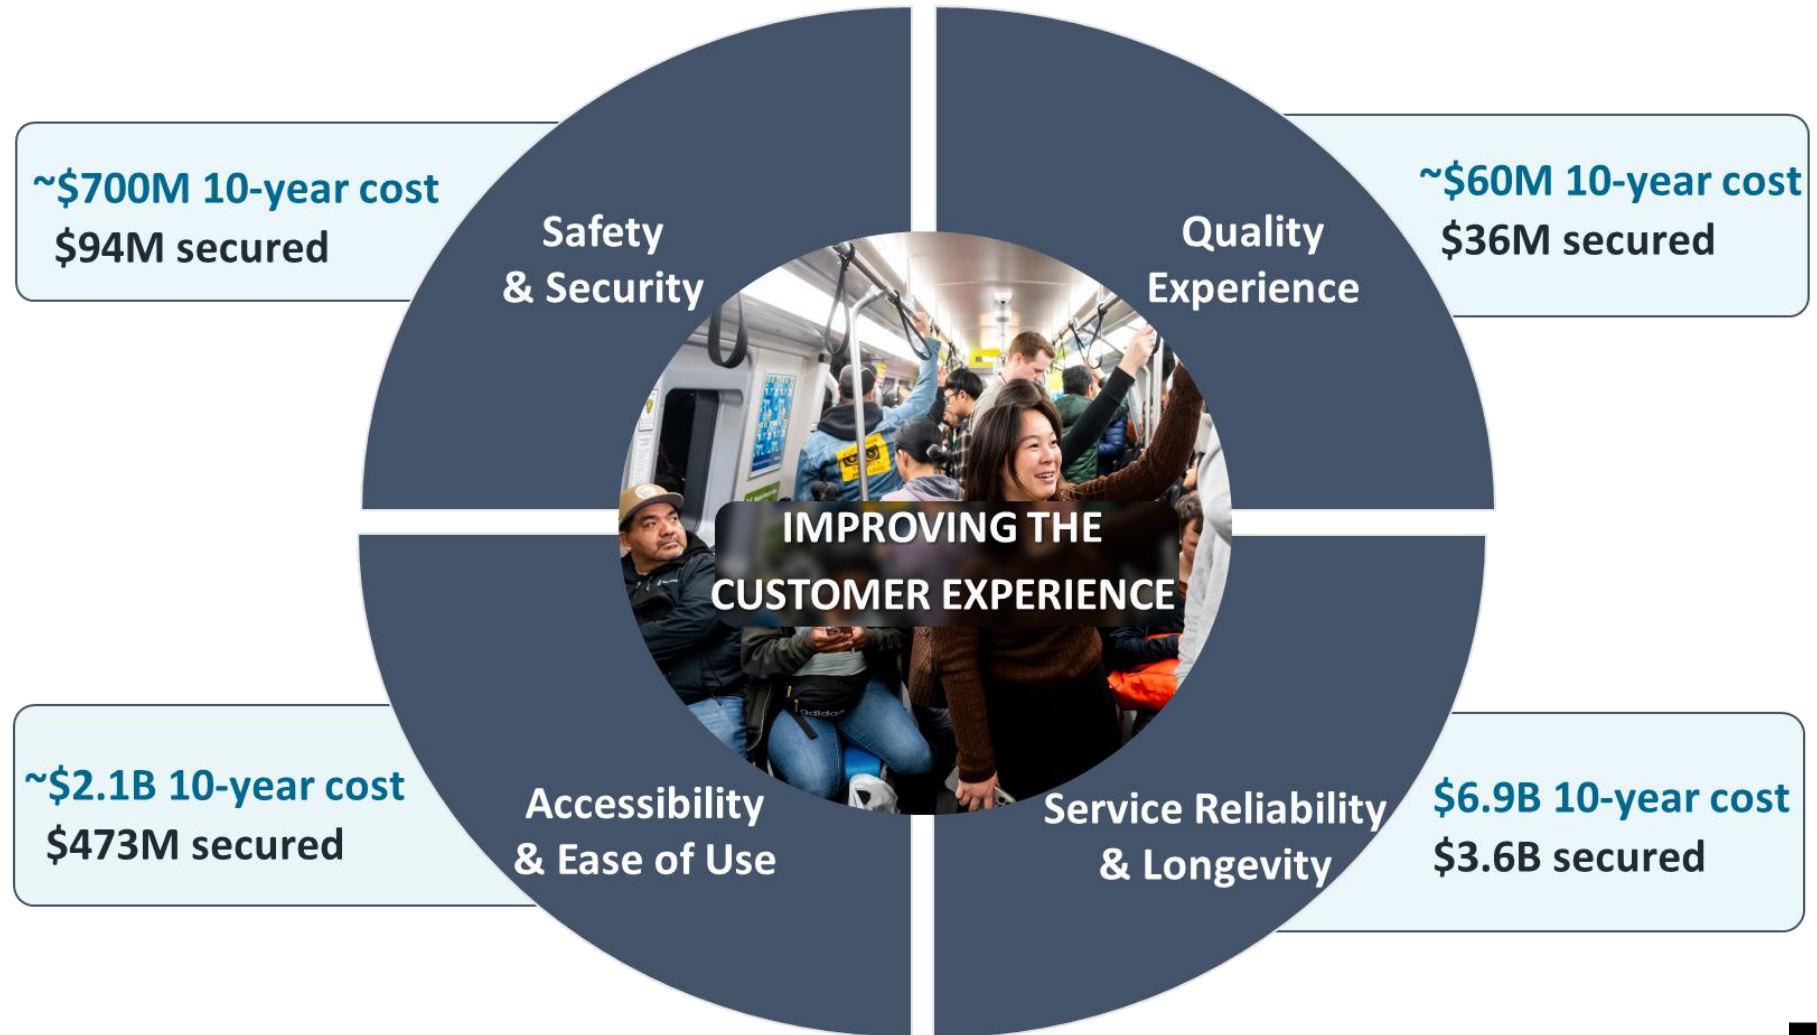 ~$700M 10-year cost
$94M secured
Safety
& Security
~$60M 10-year cost
$36M secured
Quality
Experience
IMPROVING THE
CUSTOMER EXPERIENCE
adidas
~$2.1B 10-year cost
$473M secured
Accessibility
& Ease of Use
Service Reliability
& Longevity
$6.9B 10-year cost
$3.6B secured